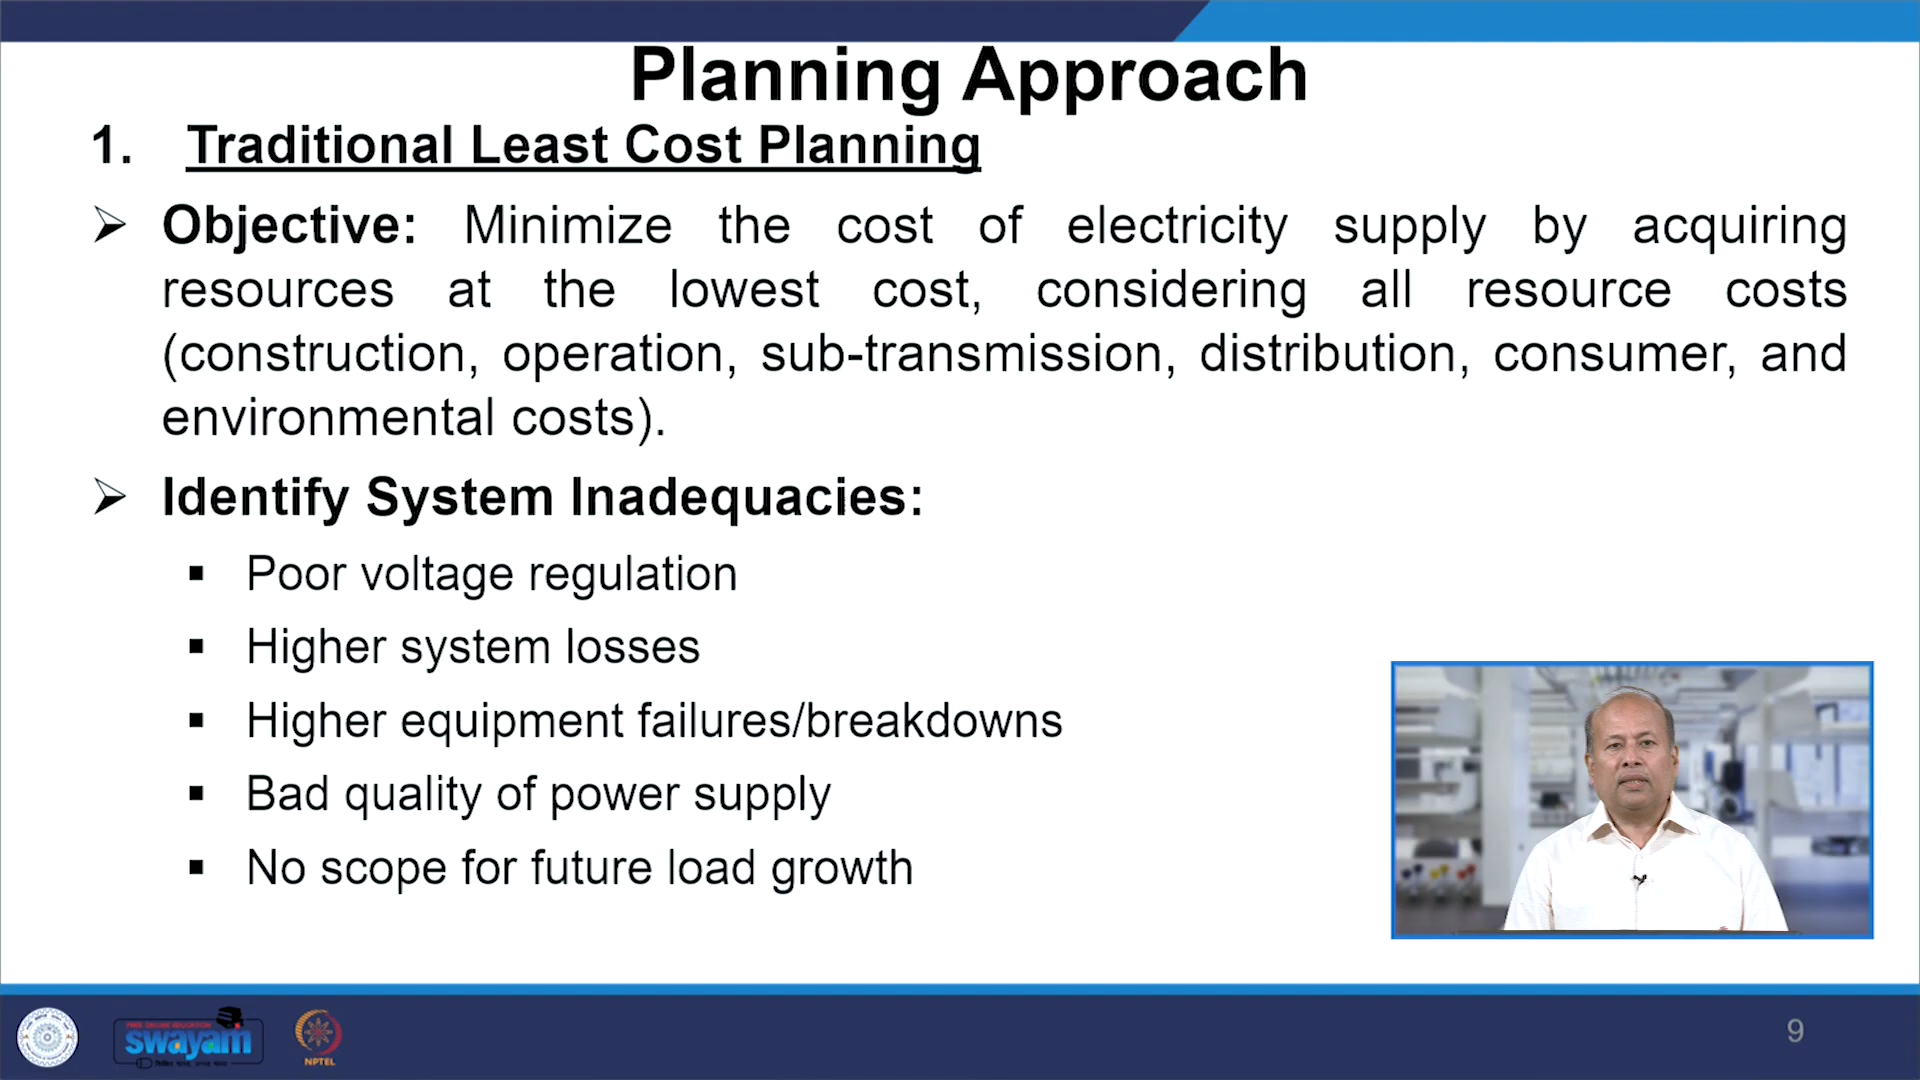 Planning Approach
1. Traditional Least Cost Planning
➢ Objective: Minimize the cost of electricity supply by acquiring
resources at the lowest cost, considering all resource costs
(construction, operation, sub-transmission, distribution, consumer, and
environmental costs).
➢ Identify System Inadequacies:
▪ Poor voltage regulation
▪ Higher system losses
▪ Higher equipment failures/breakdowns
▪ Bad quality of power supply
▪ No scope for future load growth
FREE ONLINE EDUCATION
swayam
NPTEL
9